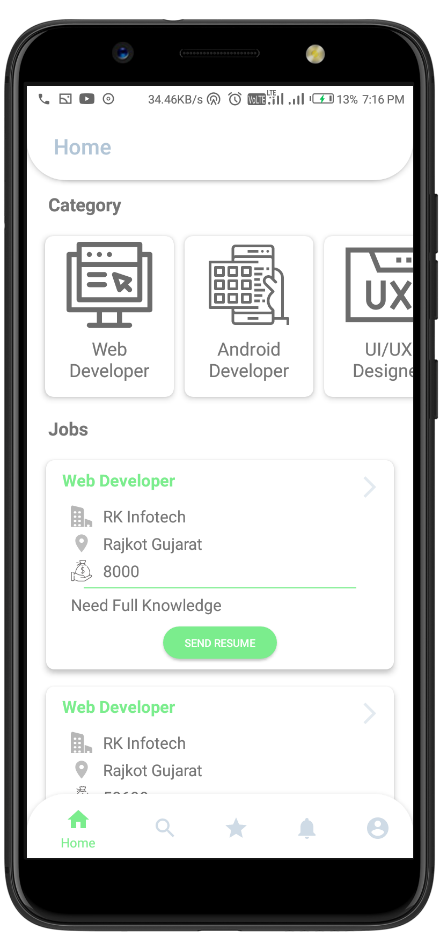 34.46KB/s VoLTE LTE 13% 7:16 PM
Home
Category
Web
Developer
Android
Developer
UX
UI/UX
Designe
Jobs
Web Developer
RK Infotech
Rajkot Gujarat
8000
Need Full Knowledge
SEND RESUME
Web Developer
RK Infotech
Rajkot Gujarat
Home